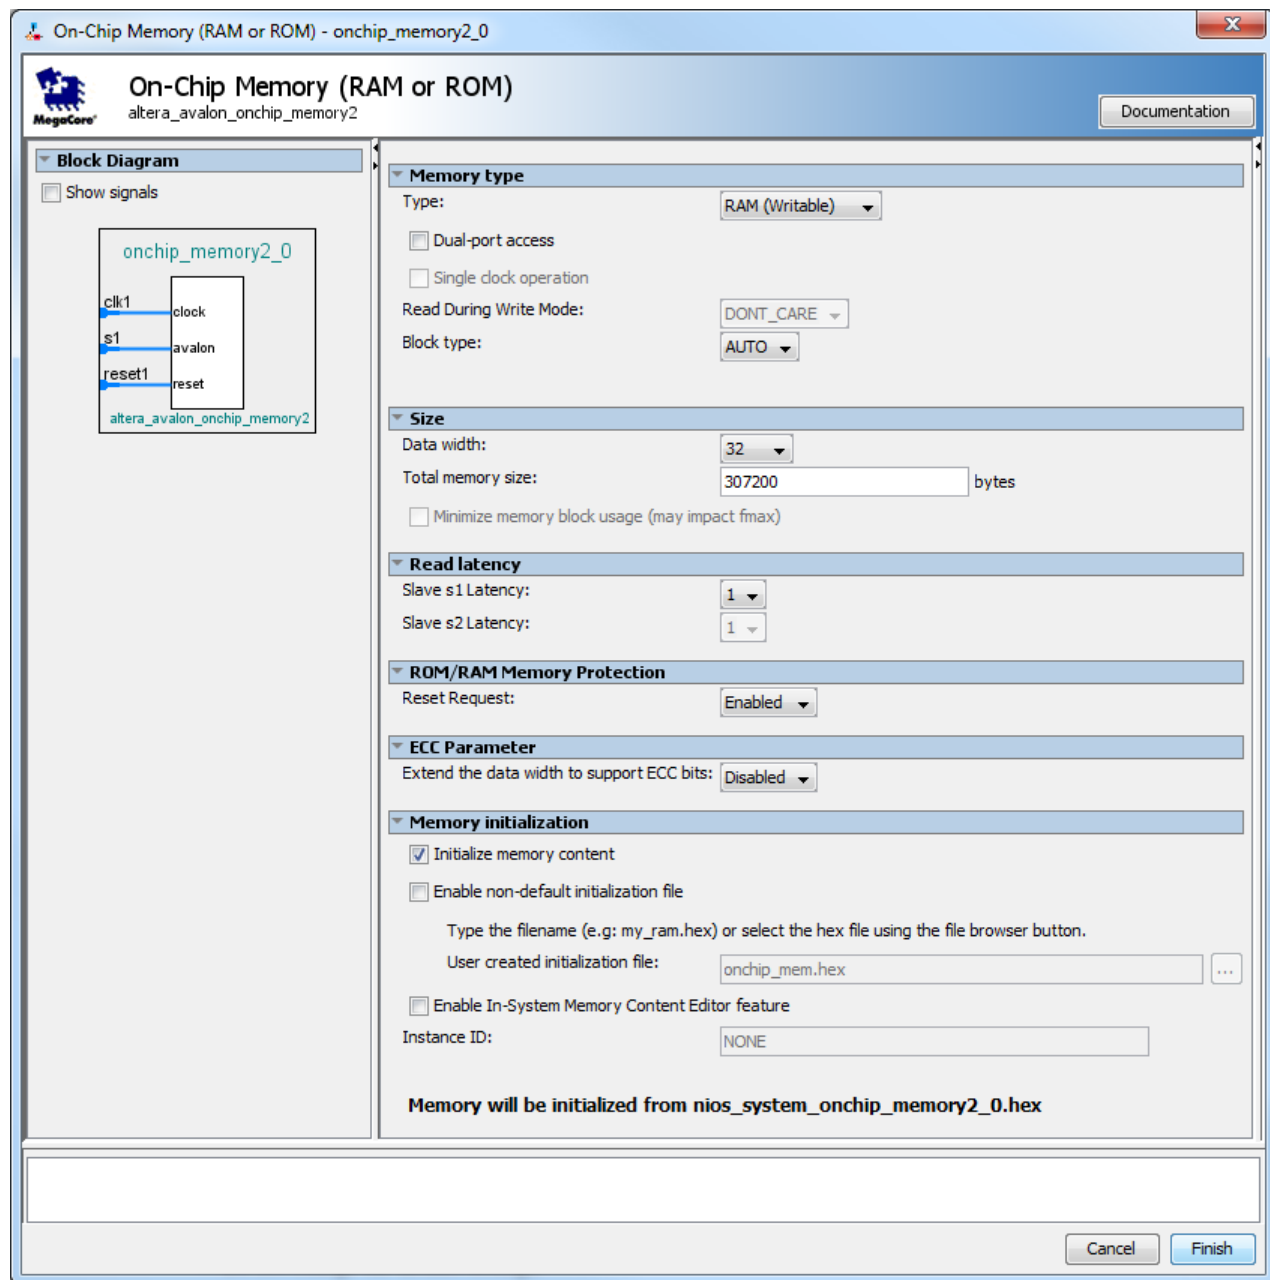 On-Chip Memory (RAM or ROM) - onchip_memory2_0
On-Chip Memory (RAM or ROM)
altera_avalon_onchip_memory2
MegaCore®
Documentation
Block Diagram
Show signals
onchip_memory2_0
clk1
clock
s1
avalon
reset1
reset
altera_avalon_onchip_memory2
Memory type
Type: RAM (Writable)
Dual-port access
Single clock operation
Read During Write Mode: DONT_CARE
Block type: AUTO
Size
Data width: 32
Total memory size: 307200 bytes
Minimize memory block usage (may impact fmax)
Read latency
Slave s1 Latency: 1
Slave s2 Latency: 1
ROM/RAM Memory Protection
Reset Request: Enabled
ECC Parameter
Extend the data width to support ECC bits: Disabled
Memory initialization
Initialize memory content
Enable non-default initialization file
Type the filename (e.g: my_ram.hex) or select the hex file using the file browser button.
User created initialization file: onchip_mem.hex ...
Enable In-System Memory Content Editor feature
Instance ID: NONE
Memory will be initialized from nios_system_onchip_memory2_0.hex
Cancel Finish